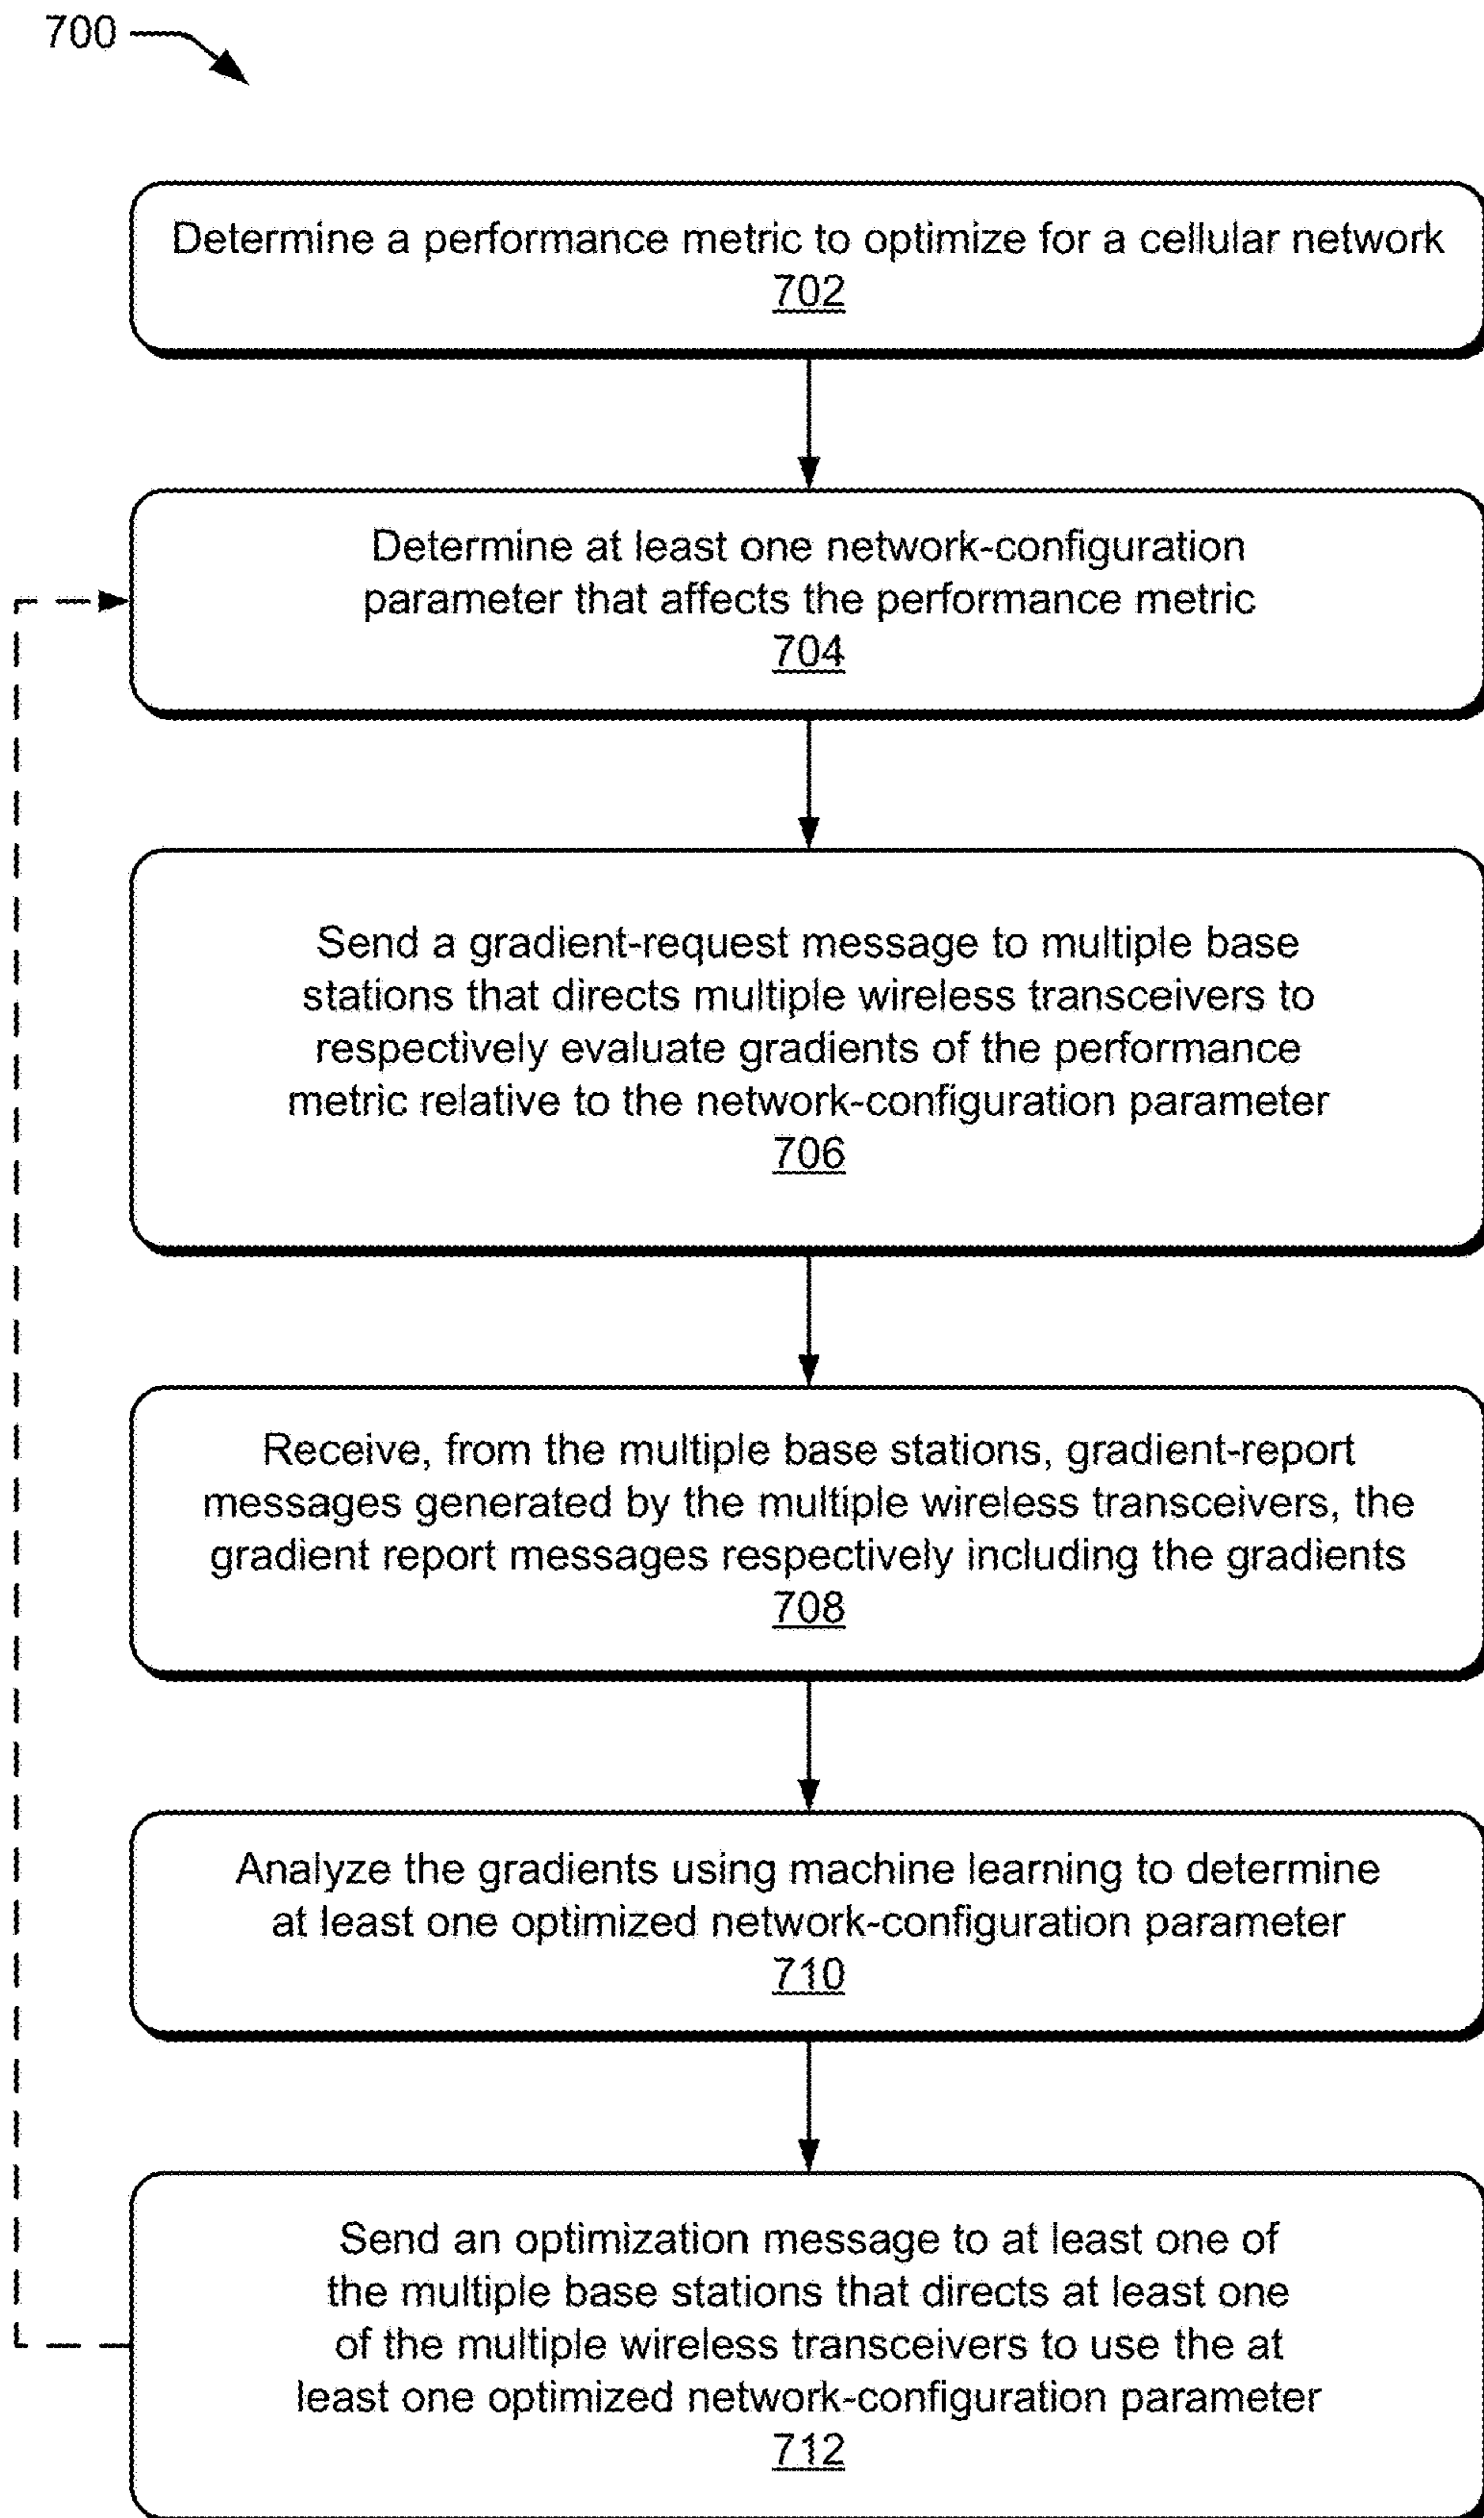 700
Determine a performance metric to optimize for a cellular network
702
Determine at least one network-configuration
parameter that affects the performance metric
704
Send a gradient-request message to multiple base
stations that directs multiple wireless transceivers to
respectively evaluate gradients of the performance
metric relative to the network-configuration parameter
706
Receive, from the multiple base stations, gradient-report
messages generated by the multiple wireless transceivers, the
gradient report messages respectively including the gradients
708
Analyze the gradients using machine learning to determine
at least one optimized network-configuration parameter
710
Send an optimization message to at least one of
the multiple base stations that directs at least one
of the multiple wireless transceivers to use the at
least one optimized network-configuration parameter
712